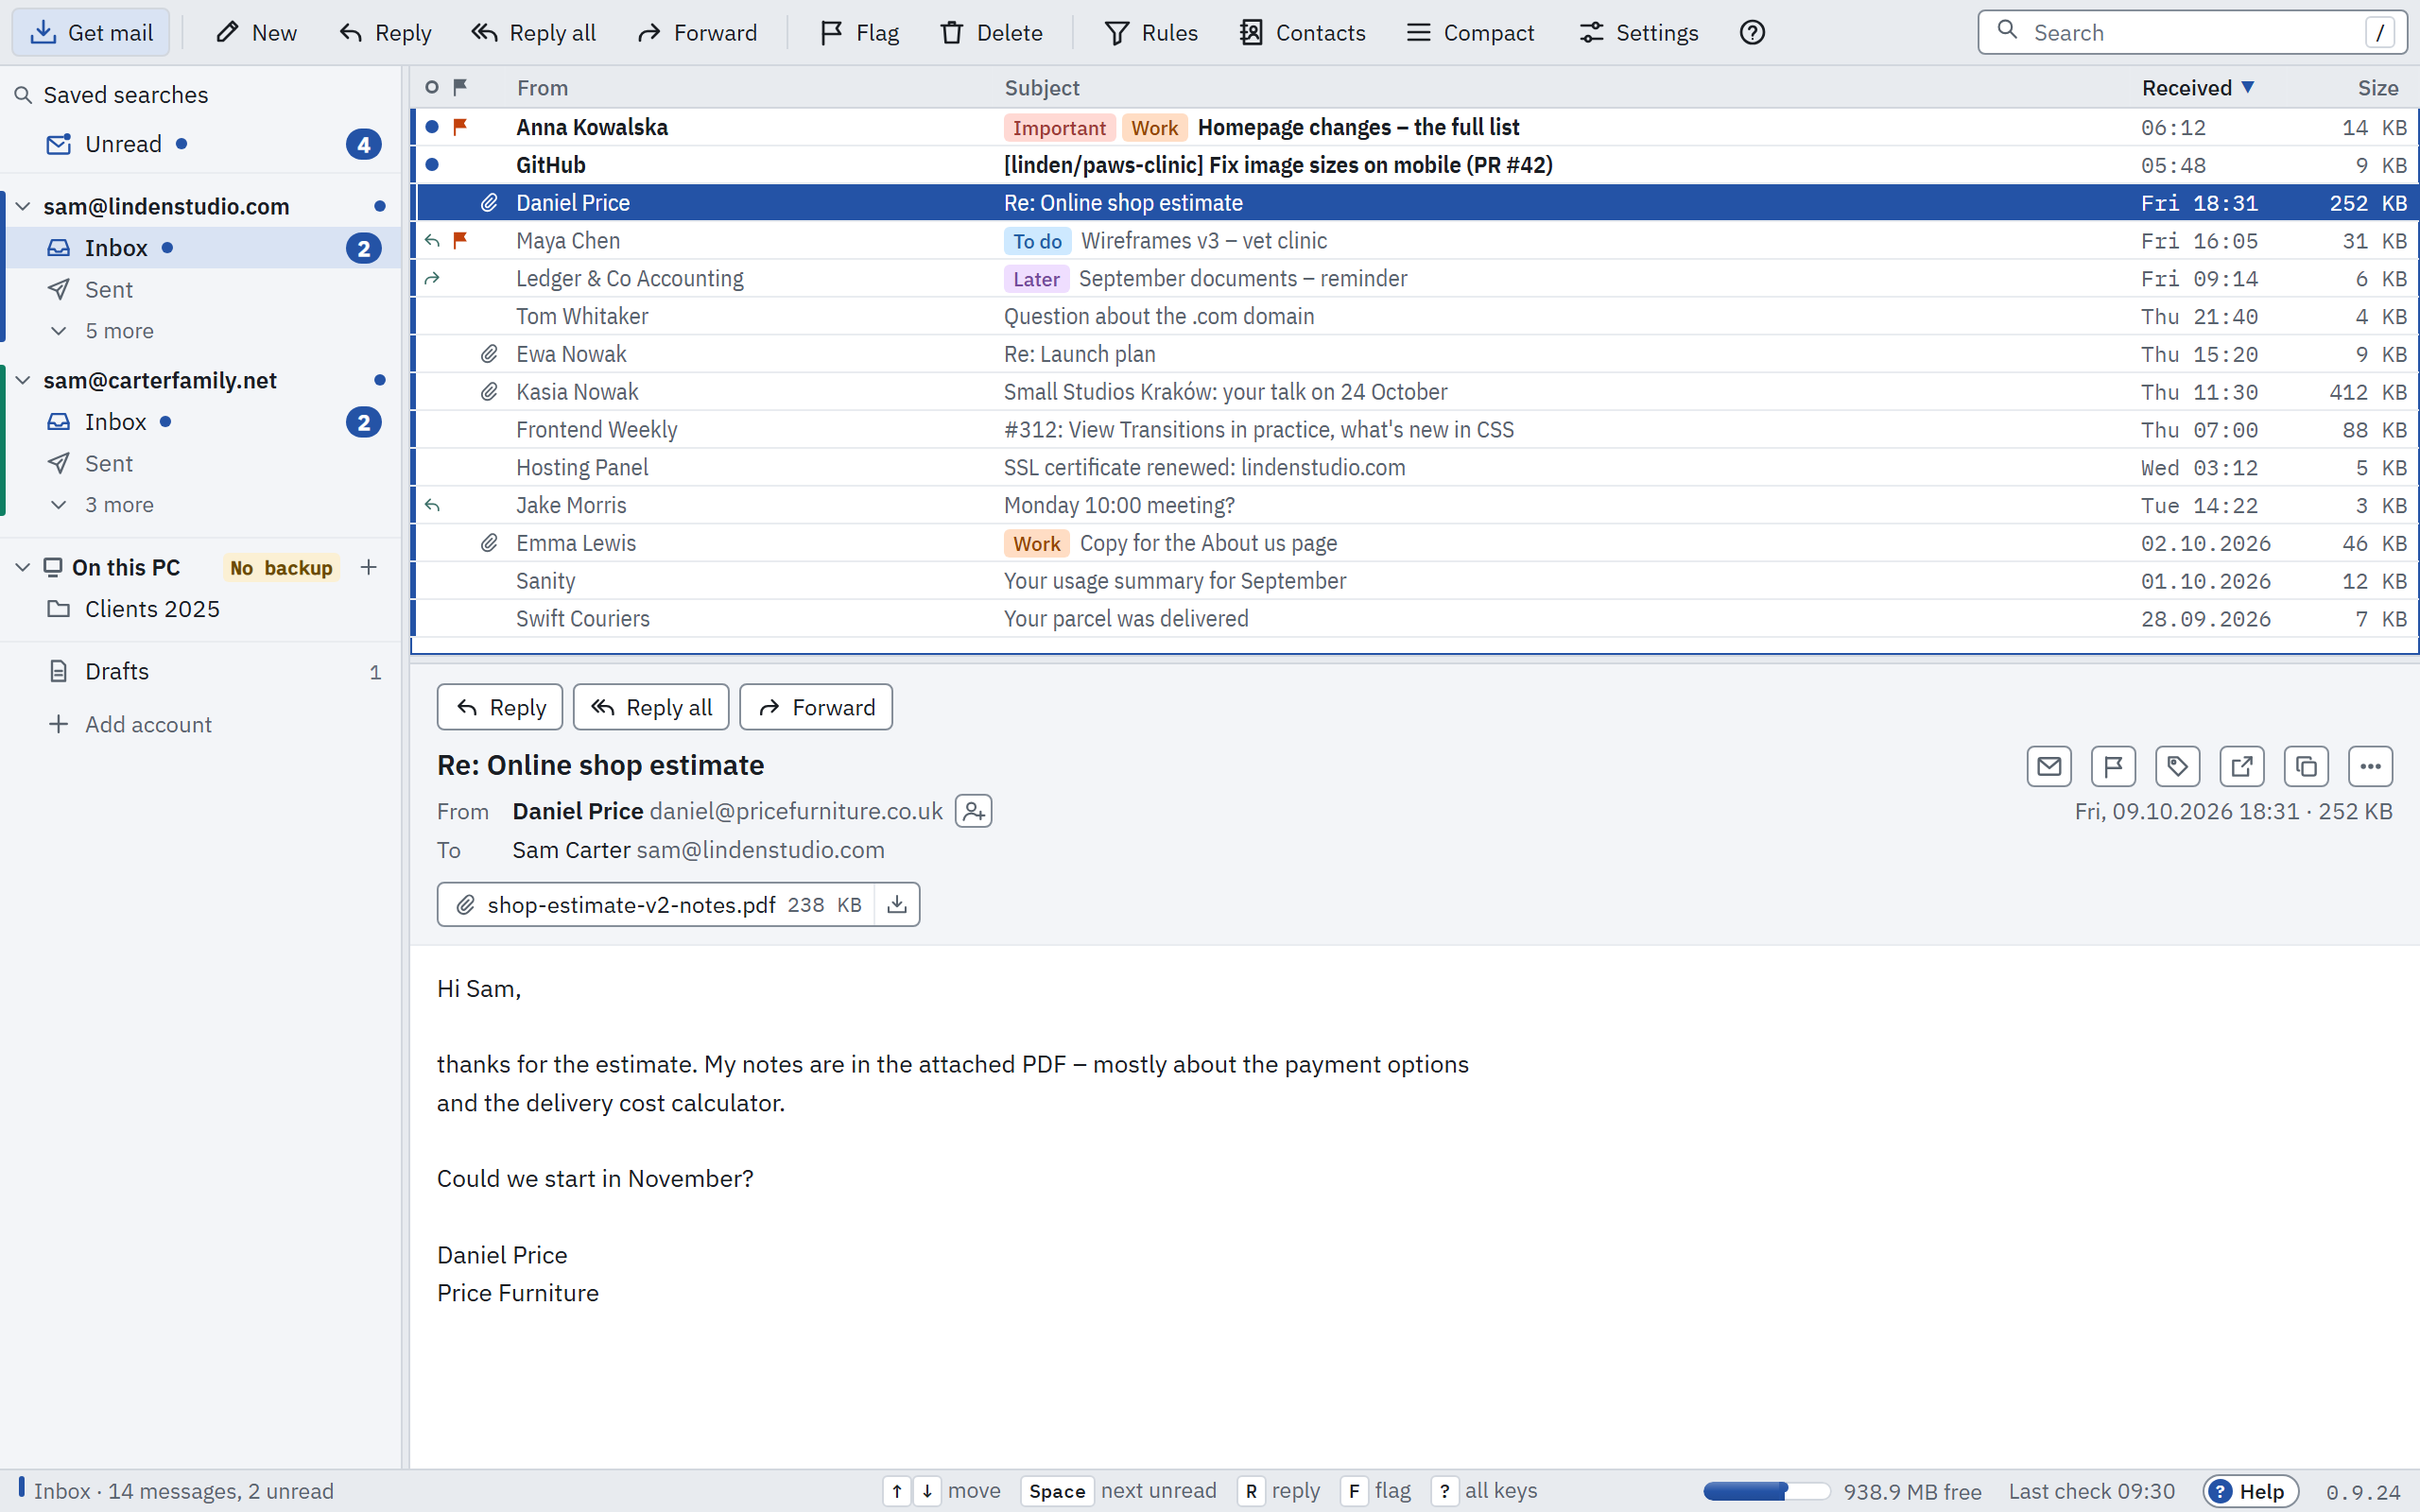 Get mail New Reply Reply all Forward Flag Delete Rules Contacts Compact Settings ? Search /
Saved searches
Unread 4
sam@lindenstudio.com
Inbox 2
Sent
5 more
sam@carterfamily.net
Inbox 2
Sent
3 more
On this PC No backup +
Clients 2025
Drafts 1
Add account
From Subject Received Size
Anna Kowalska Important Work Homepage changes – the full list 06:12 14 KB
GitHub [linden/paws-clinic] Fix image sizes on mobile (PR #42) 05:48 9 KB
Daniel Price Re: Online shop estimate Fri 18:31 252 KB
Maya Chen To do Wireframes v3 – vet clinic Fri 16:05 31 KB
Ledger & Co Accounting Later September documents – reminder Fri 09:14 6 KB
Tom Whitaker Question about the .com domain Thu 21:40 4 KB
Ewa Nowak Re: Launch plan Thu 15:20 9 KB
Kasia Nowak Small Studios Kraków: your talk on 24 October Thu 11:30 412 KB
Frontend Weekly #312: View Transitions in practice, what's new in CSS Thu 07:00 88 KB
Hosting Panel SSL certificate renewed: lindenstudio.com Wed 03:12 5 KB
Jake Morris Monday 10:00 meeting? Tue 14:22 3 KB
Emma Lewis Work Copy for the About us page 02.10.2026 46 KB
Sanity Your usage summary for September 01.10.2026 12 KB
Swift Couriers Your parcel was delivered 28.09.2026 7 KB
Reply Reply all Forward
Re: Online shop estimate
From Daniel Price daniel@pricefurniture.co.uk Fri, 09.10.2026 18:31 · 252 KB
To Sam Carter sam@lindenstudio.com
shop-estimate-v2-notes.pdf 238 KB
Hi Sam,
thanks for the estimate. My notes are in the attached PDF – mostly about the payment options
and the delivery cost calculator.
Could we start in November?
Daniel Price
Price Furniture
Inbox · 14 messages, 2 unread ↑ ↓ move Space next unread R reply F flag ? all keys 938.9 MB free Last check 09:30 ? Help 0.9.24